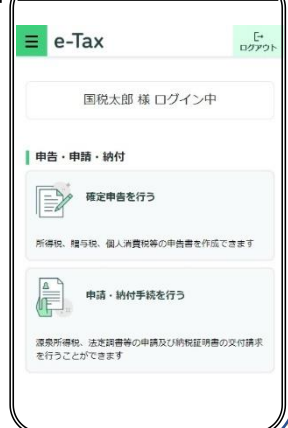 e-Tax
ログアウト
国税太郎 様 ログイン中
申告・申請・納付
確定申告を行う
所得税、贈与税、個人消費税等の申告書を作成できます
申請・納付手続を行う
源泉所得税、法定調書等の申請及び納税証明書の交付請求
を行うことができます